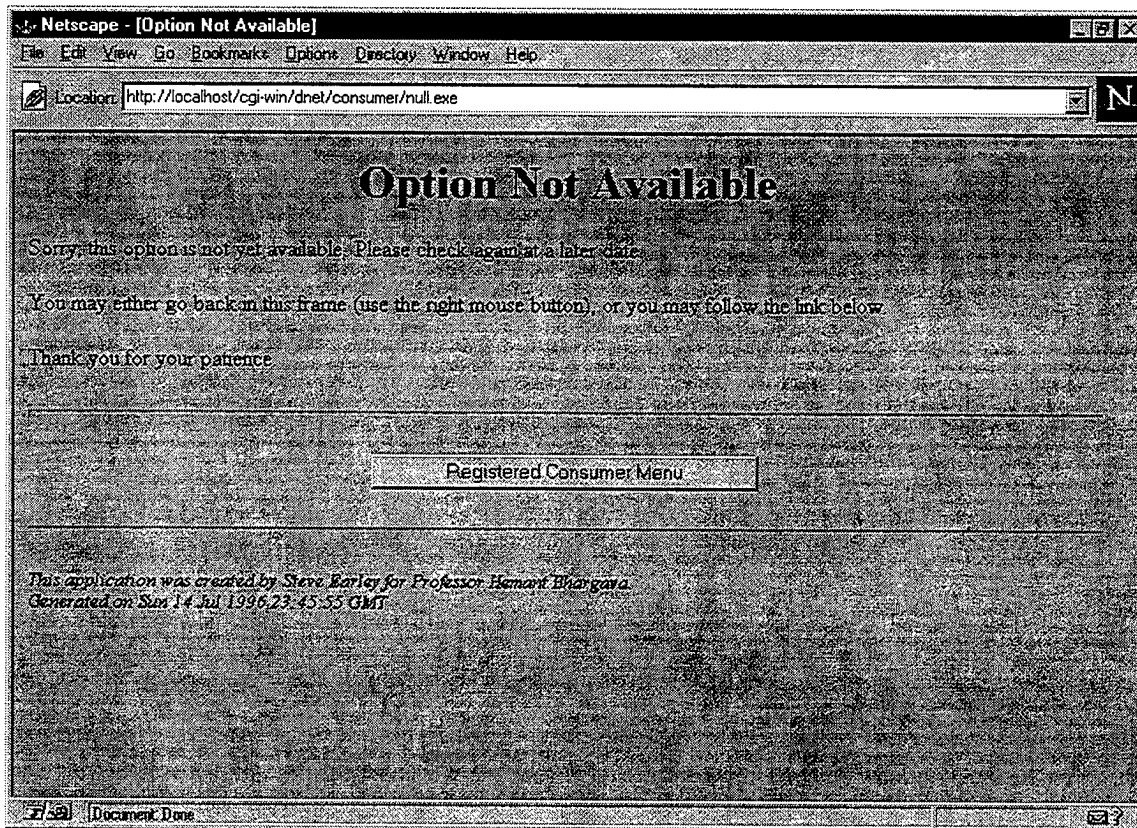 Netscape - [Option Not Available]
File Edit View Go Bookmarks Options Directory Window Help
Location: http://localhost/cgi-win/dnet/consumer/null.exe
N
Option Not Available
Sorry, this option is not yet available. Please check again at a later date.
You may either go back in this frame (use the right mouse button), or you may follow the link below.
Thank you for your patience.
Registered Consumer Menu
This application was created by Steve Earley for Professor Hemant Bhargava.
Generated on Sun 14 Jul 1996 23:45:55 GMT
Document: Done
?